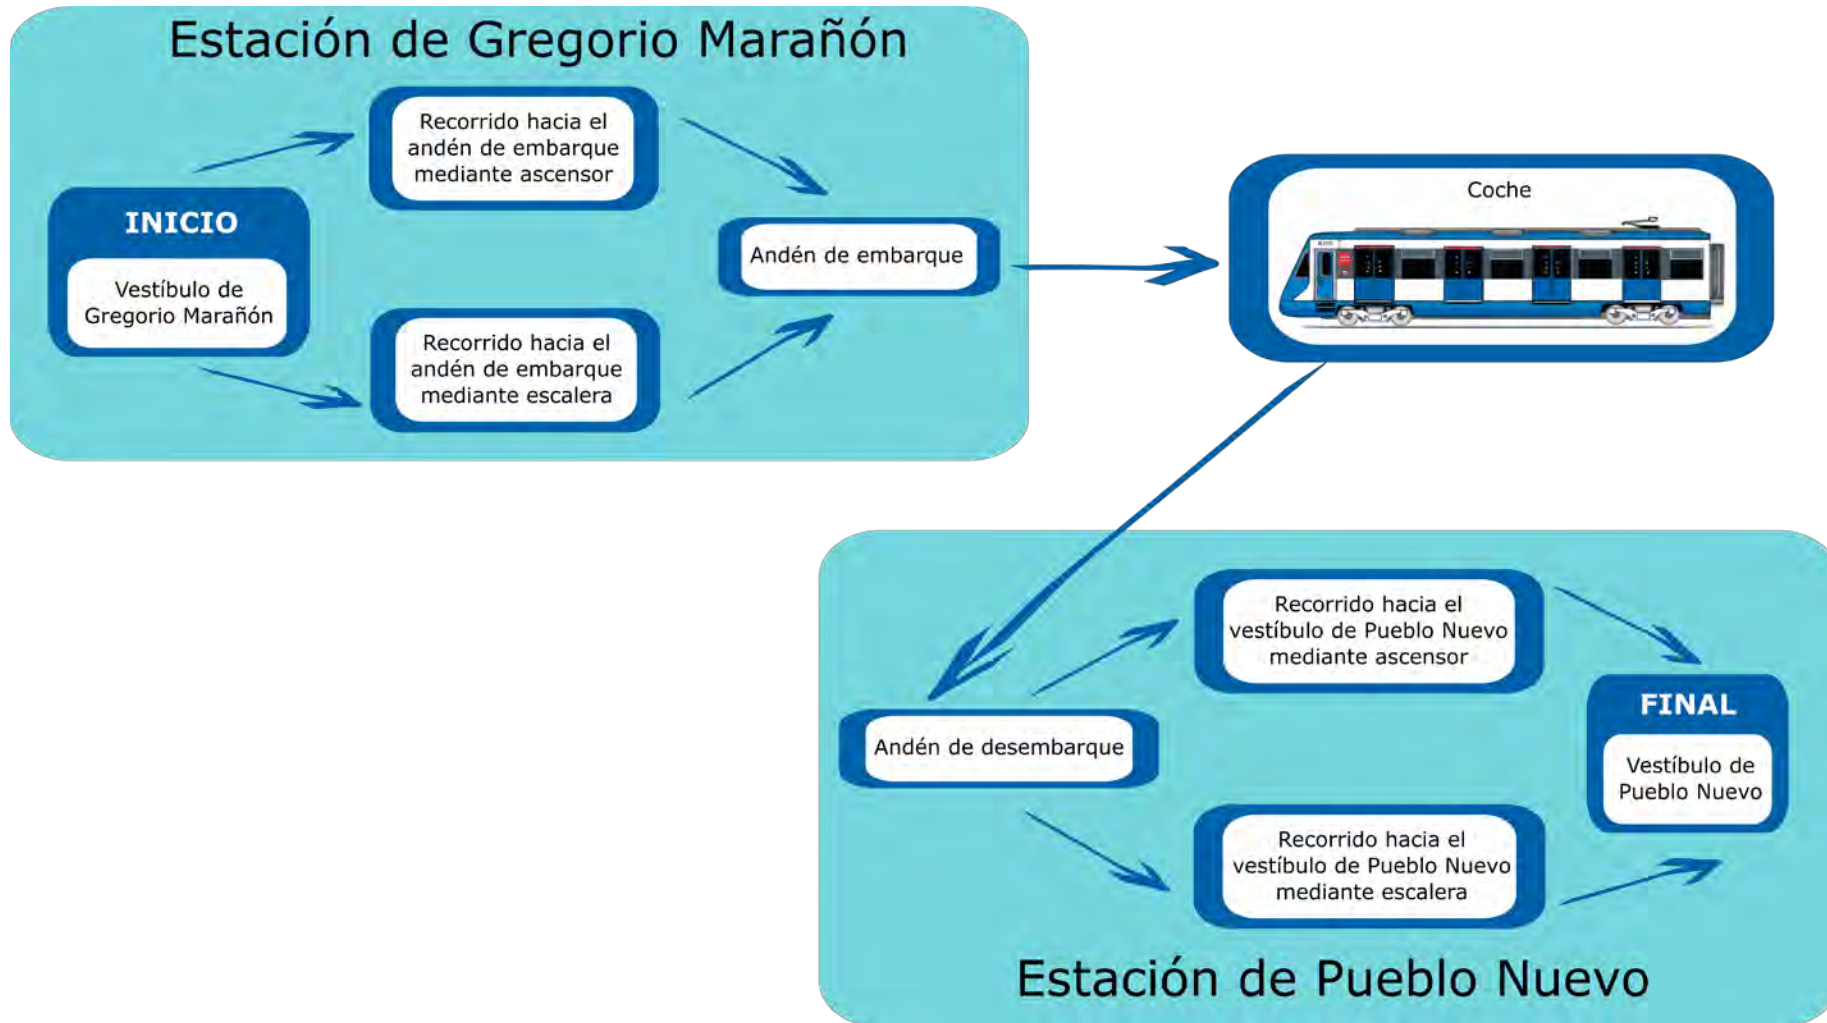 Estación de Gregorio Marañón
Recorrido hacia el
andén de embarque
mediante ascensor
INICIO
Vestíbulo de
Gregorio Marañón
Andén de embarque
Recorrido hacia el
andén de embarque
mediante escalera
Coche
Recorrido hacia el
vestíbulo de Pueblo Nuevo
mediante ascensor
Andén de desembarque
FINAL
Vestíbulo de
Pueblo Nuevo
Recorrido hacia el
vestíbulo de Pueblo Nuevo
mediante escalera
Estación de Pueblo Nuevo